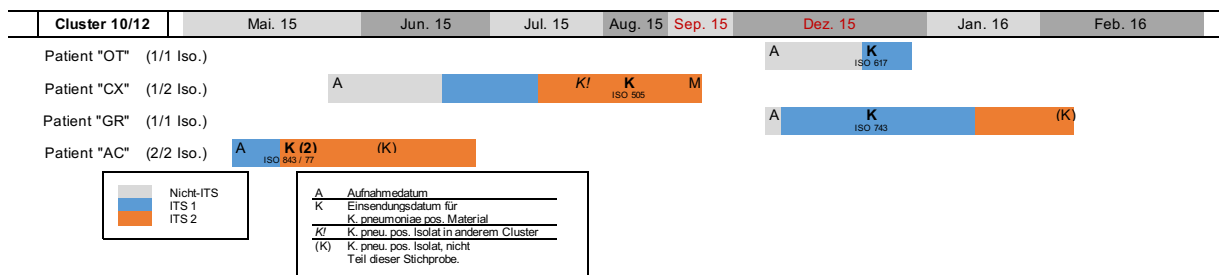 Cluster 10/12 Mai. 15 Jun. 15 Jul. 15 Aug. 15 Sep. 15 Dez. 15 Jan. 16 Feb. 16
Patient "OT" (1/1 Iso.) A K
ISO 617
Patient "CX" (1/2 Iso.) A K! K M
ISO 505
Patient "GR" (1/1 Iso.) A K (K)
ISO 743
Patient "AC" (2/2 Iso.) A K (2) (K)
ISO 843 / 77
Nicht-ITS
ITS 1
ITS 2
A Aufnahmedatum
K Einsendungsdatum für
K. pneumoniae pos. Material
K! K. pneu. pos. Isolat in anderem Cluster
(K) K. pneu. pos. Isolat, nicht
Teil dieser Stichprobe.